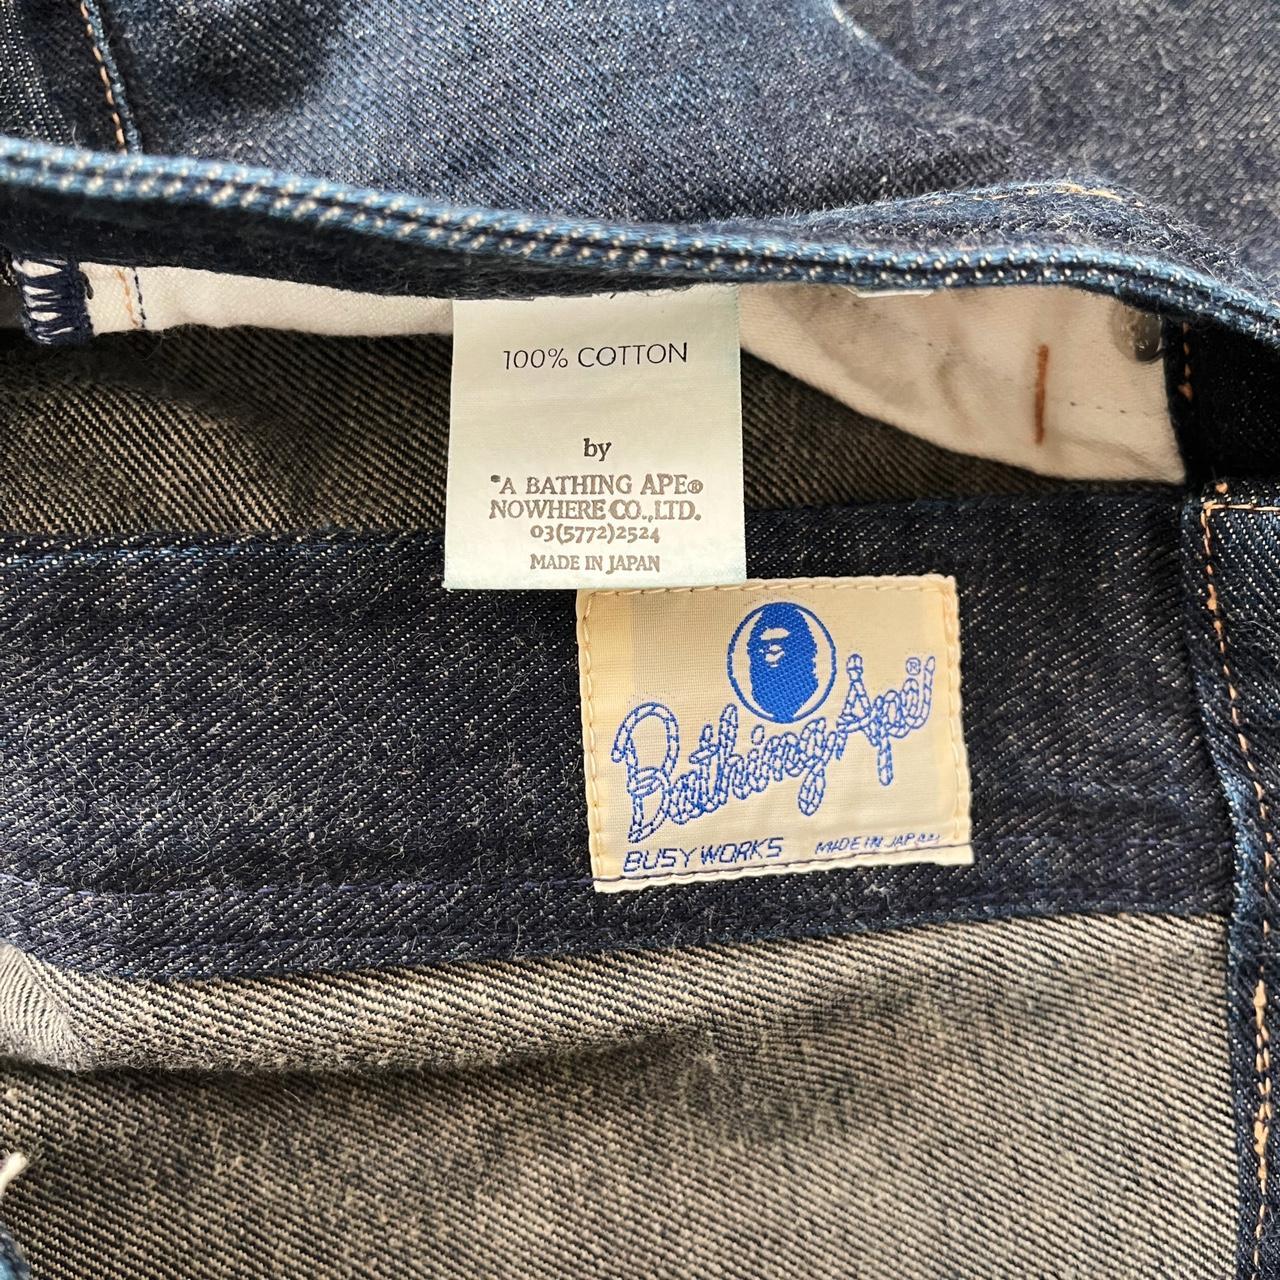 100% COTTON
by
*A BATHING APE®
NOWHERE CO.,LTD.
03(5772)2524
MADE IN JAPAN
Bathing Ape®
BUSY WORKS MADE IN JAPAN